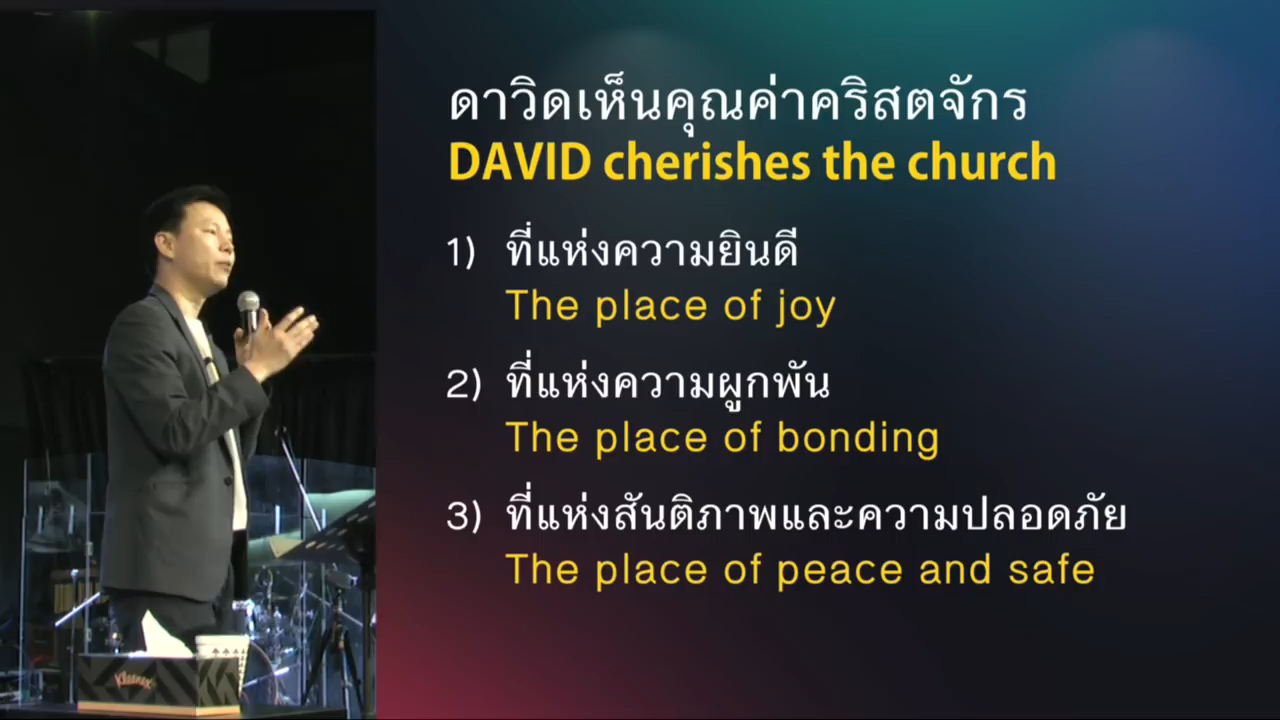 ดาวิดเห็นคุณค่าคริสตจักร
DAVID cherishes the church
1) ที่แห่งความยินดี
The place of joy
2) ที่แห่งความผูกพัน
The place of bonding
3) ที่แห่งสันติภาพและความปลอดภัย
The place of peace and safe
Kleenex